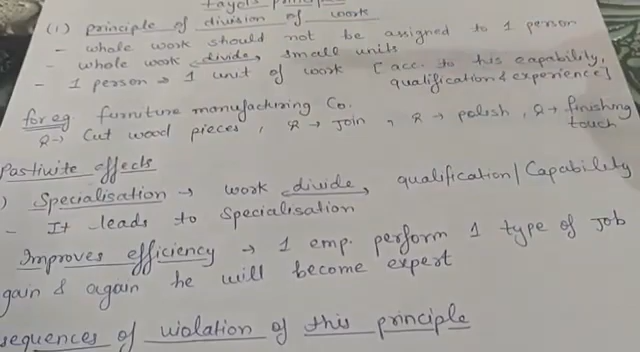 (1) principle of division of work
- whole work should not be assigned to 1 person
- whole work divide, small units
- 1 person → 1 unit of work [acc. to his capability, qualification & experience]
for eg furniture manufacturing Co.
→ Cut wood pieces, → Join, → polish, → finishing touch
Pastivite effects
) Specialisation → work divide, qualification/Capability
- It leads to Specialisation
Improves efficiency → 1 emp. perform 1 type of Job
gain & again he will become expert
sequences of violation of this principle